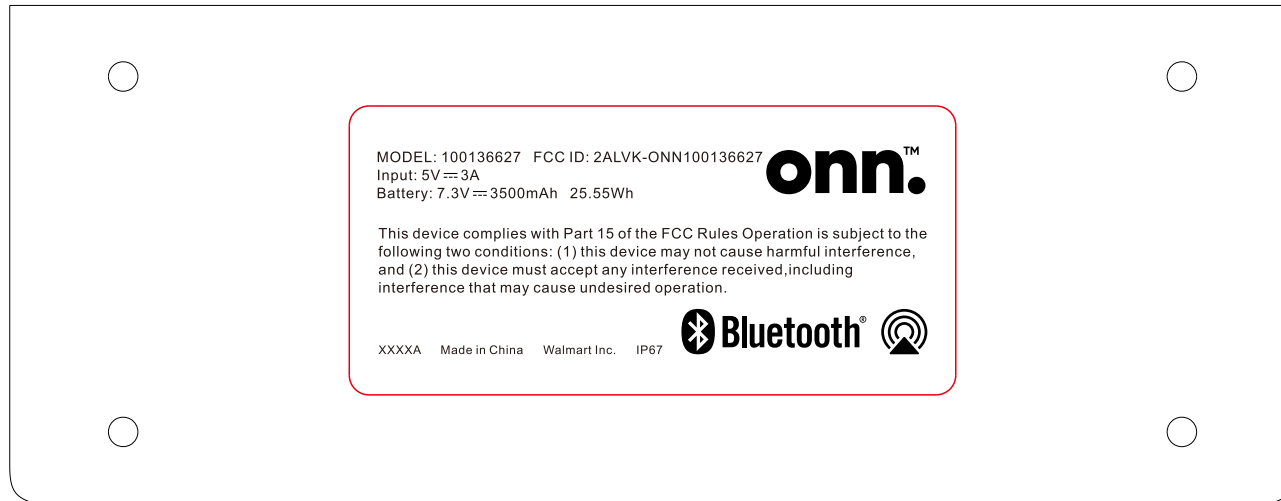 MODEL: 100136627 FCC ID: 2ALVK-ONN100136627
onn.™
Input: 5V⎓3A
Battery: 7.3V⎓3500mAh 25.55Wh
This device complies with Part 15 of the FCC Rules Operation is subject to the
following two conditions: (1) this device may not cause harmful interference,
and (2) this device must accept any interference received,including
interference that may cause undesired operation.
Bluetooth®
XXXXA Made in China Walmart Inc. IP67